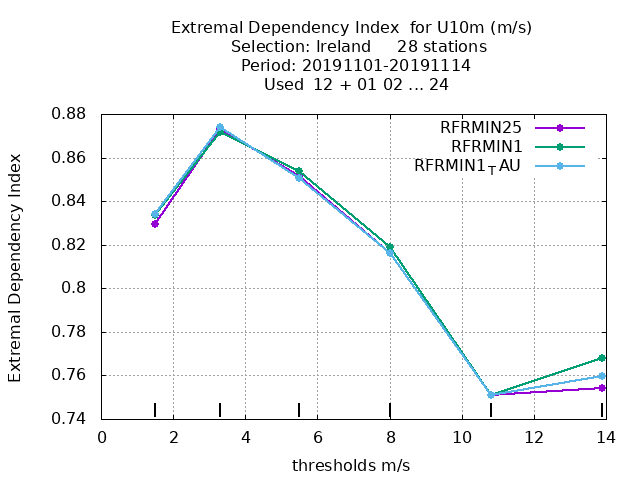 Extremal Dependency Index  for U10m (m/s)
Selection: Ireland     28 stations
Period: 20191101-20191114
Used  12 + 01 02 ... 24
RFRMIN25
RFRMIN1
RFRMIN1TAU
Extremal Dependency Index
0.88
0.86
0.84
0.82
0.8
0.78
0.76
0.74
0 2 4 6 8 10 12 14
thresholds m/s